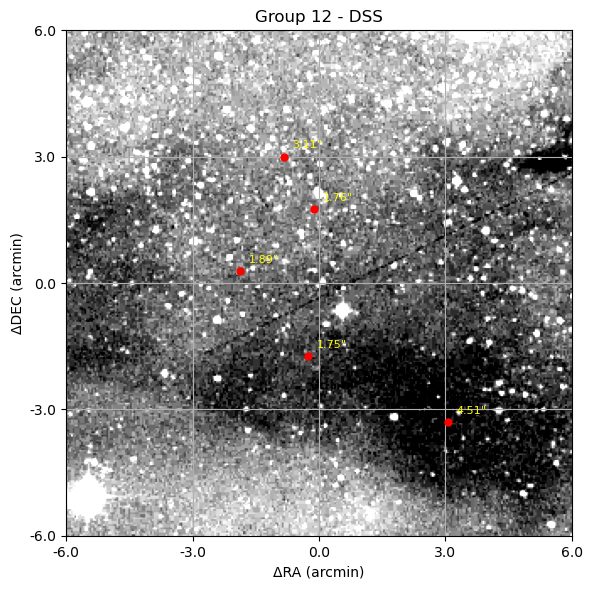 Group 12 - DSS
6.0
3.11"
3.0
1.76"
1.89"
0.0
1.75"
-3.0
4.51"
-6.0
-6.0 -3.0 0.0 3.0 6.0
ΔRA (arcmin)
ΔDEC (arcmin)